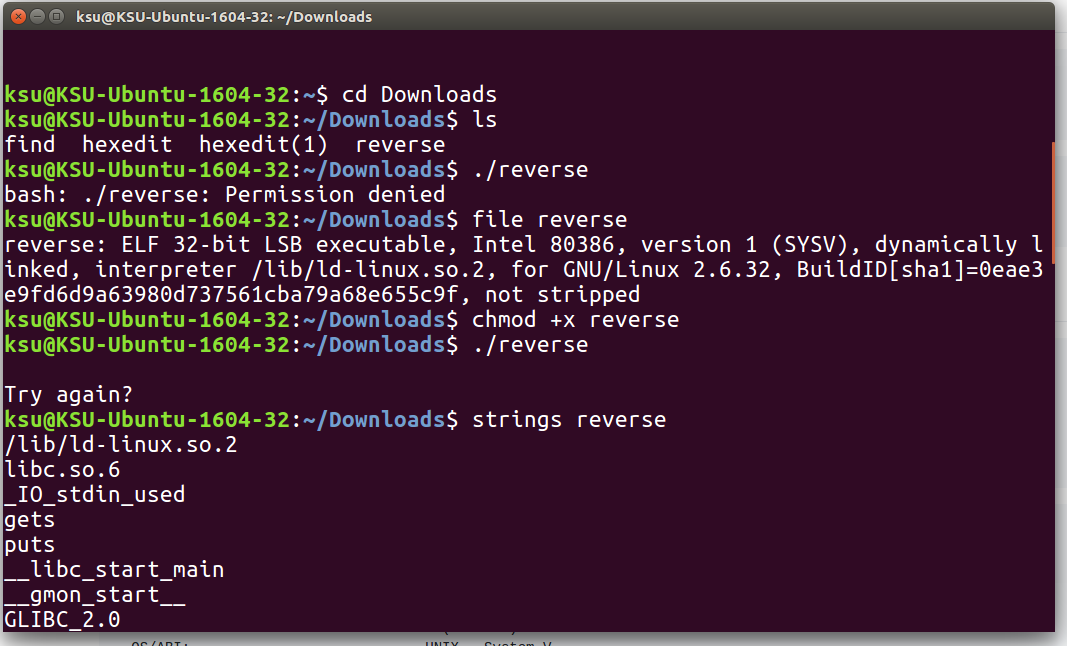 ksu@KSU-Ubuntu-1604-32: ~/Downloads
ksu@KSU-Ubuntu-1604-32:~$ cd Downloads
ksu@KSU-Ubuntu-1604-32:~/Downloads$ ls
find  hexedit  hexedit(1)  reverse
ksu@KSU-Ubuntu-1604-32:~/Downloads$ ./reverse
bash: ./reverse: Permission denied
ksu@KSU-Ubuntu-1604-32:~/Downloads$ file reverse
reverse: ELF 32-bit LSB executable, Intel 80386, version 1 (SYSV), dynamically l
inked, interpreter /lib/ld-linux.so.2, for GNU/Linux 2.6.32, BuildID[sha1]=0eae3
e9fd6d9a63980d737561cba79a68e655c9f, not stripped
ksu@KSU-Ubuntu-1604-32:~/Downloads$ chmod +x reverse
ksu@KSU-Ubuntu-1604-32:~/Downloads$ ./reverse
Try again?
ksu@KSU-Ubuntu-1604-32:~/Downloads$ strings reverse
/lib/ld-linux.so.2
libc.so.6
_IO_stdin_used
gets
puts
__libc_start_main
__gmon_start__
GLIBC_2.0
OS/ABI: UNIX - System V